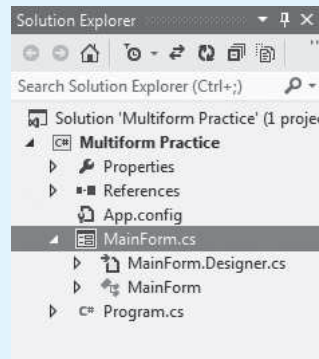 Solution Explorer
Search Solution Explorer (Ctrl+;)
Solution 'Multiform Practice' (1 proje
C# Multiform Practice
Properties
References
App.config
MainForm.cs
MainForm.Designer.cs
MainForm
C# Program.cs